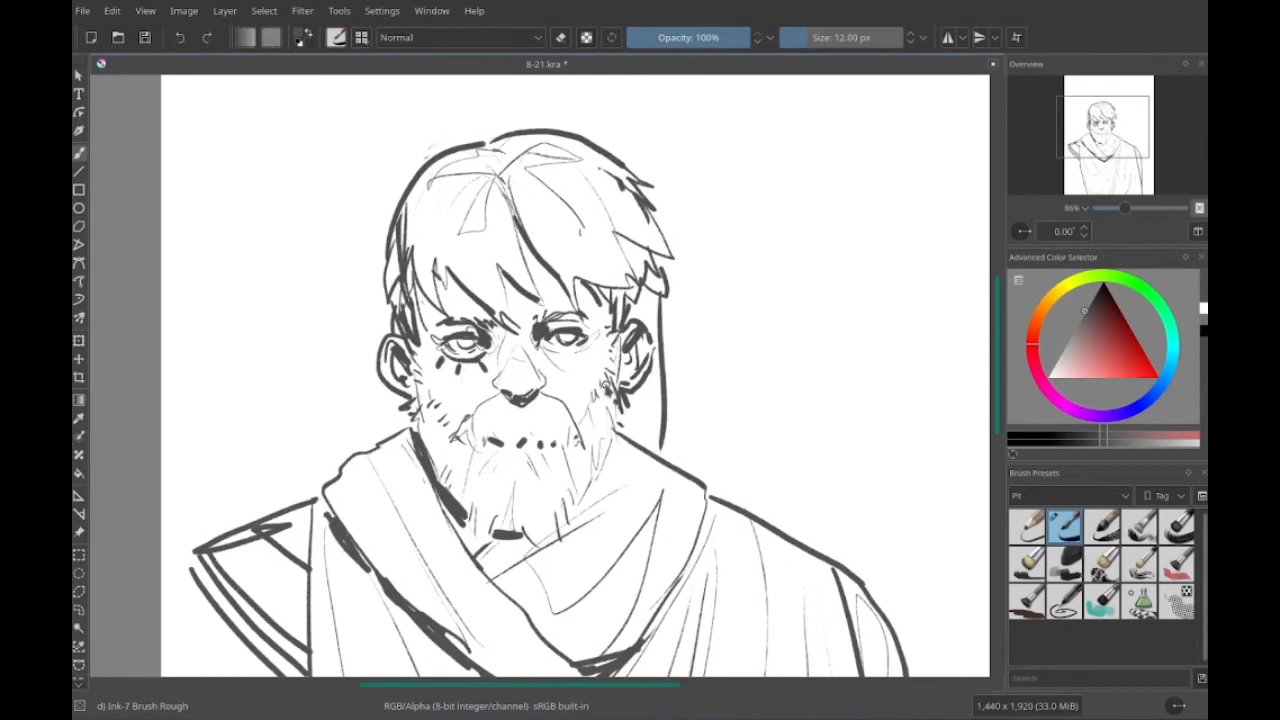 File Edit View Image Layer Select Filter Tools Settings Window Help
Normal Opacity: 100% Size: 12.00 px
8-21.kra *
Overview
86%
0.00°
Advanced Color Selector
Brush Presets
Pit Tag
Search
d) Ink-7 Brush Rough RGB/Alpha (8-bit integer/channel) sRGB built-in 1,440 x 1,920 (33.0 MiB)